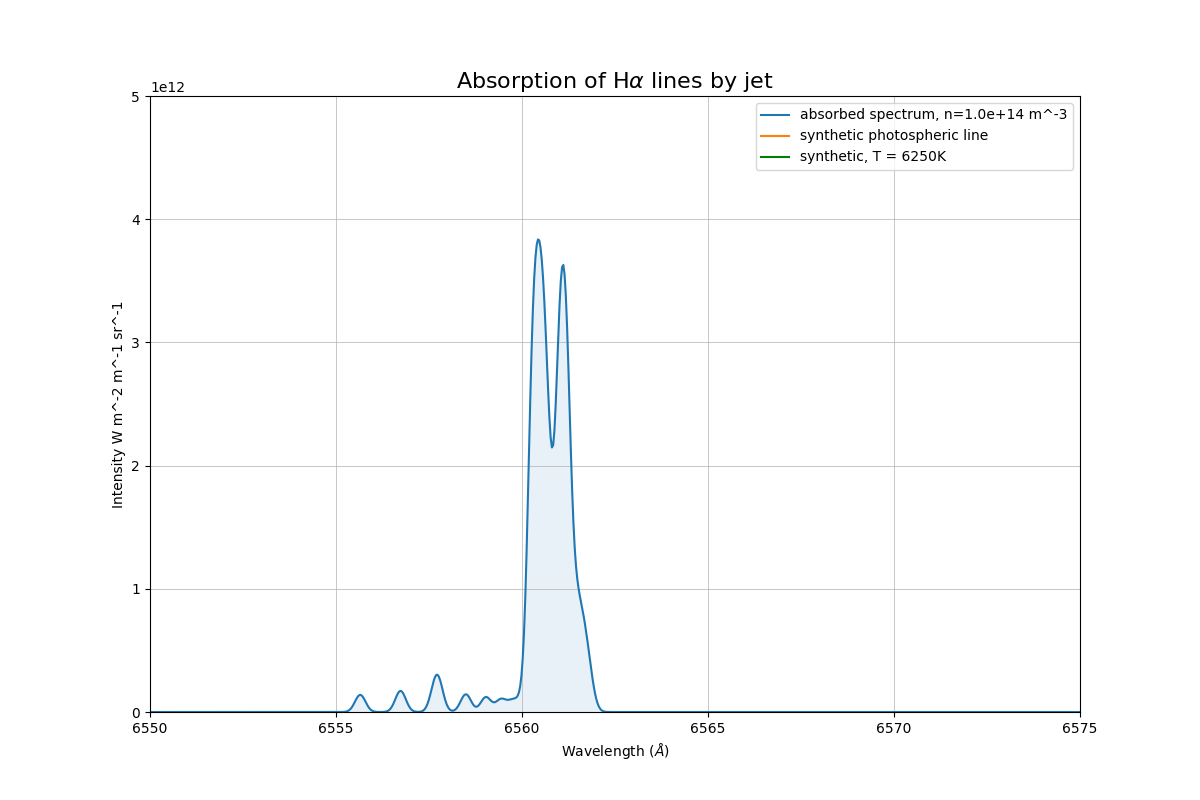 Absorption of Hα lines by jet
1e12
absorbed spectrum, n=1.0e+14 m^-3
synthetic photospheric line
synthetic, T = 6250K
5
4
3
2
1
0
Intensity W m^-2 m^-1 sr^-1
6550 6555 6560 6565 6570 6575
Wavelength (Å)